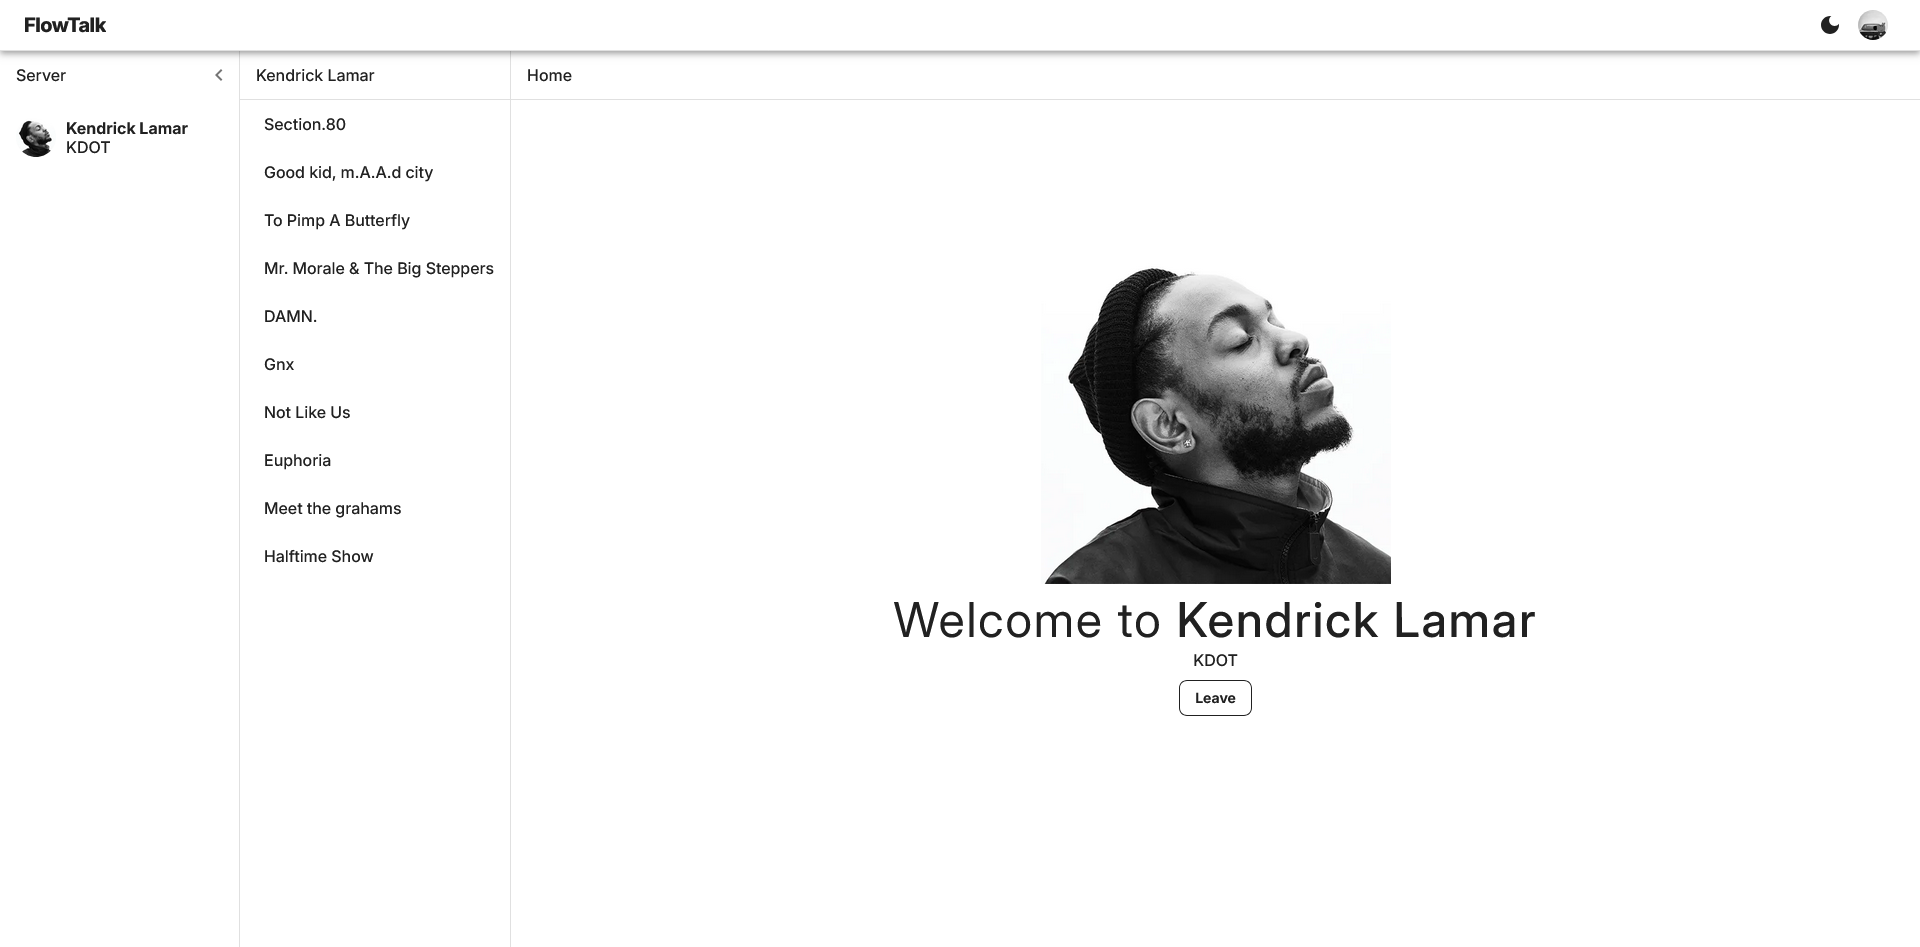 FlowTalk
Server
Kendrick Lamar
KDOT
Kendrick Lamar
Section.80
Good kid, m.A.A.d city
To Pimp A Butterfly
Mr. Morale & The Big Steppers
DAMN.
Gnx
Not Like Us
Euphoria
Meet the grahams
Halftime Show
Home
Welcome to Kendrick Lamar
KDOT
Leave